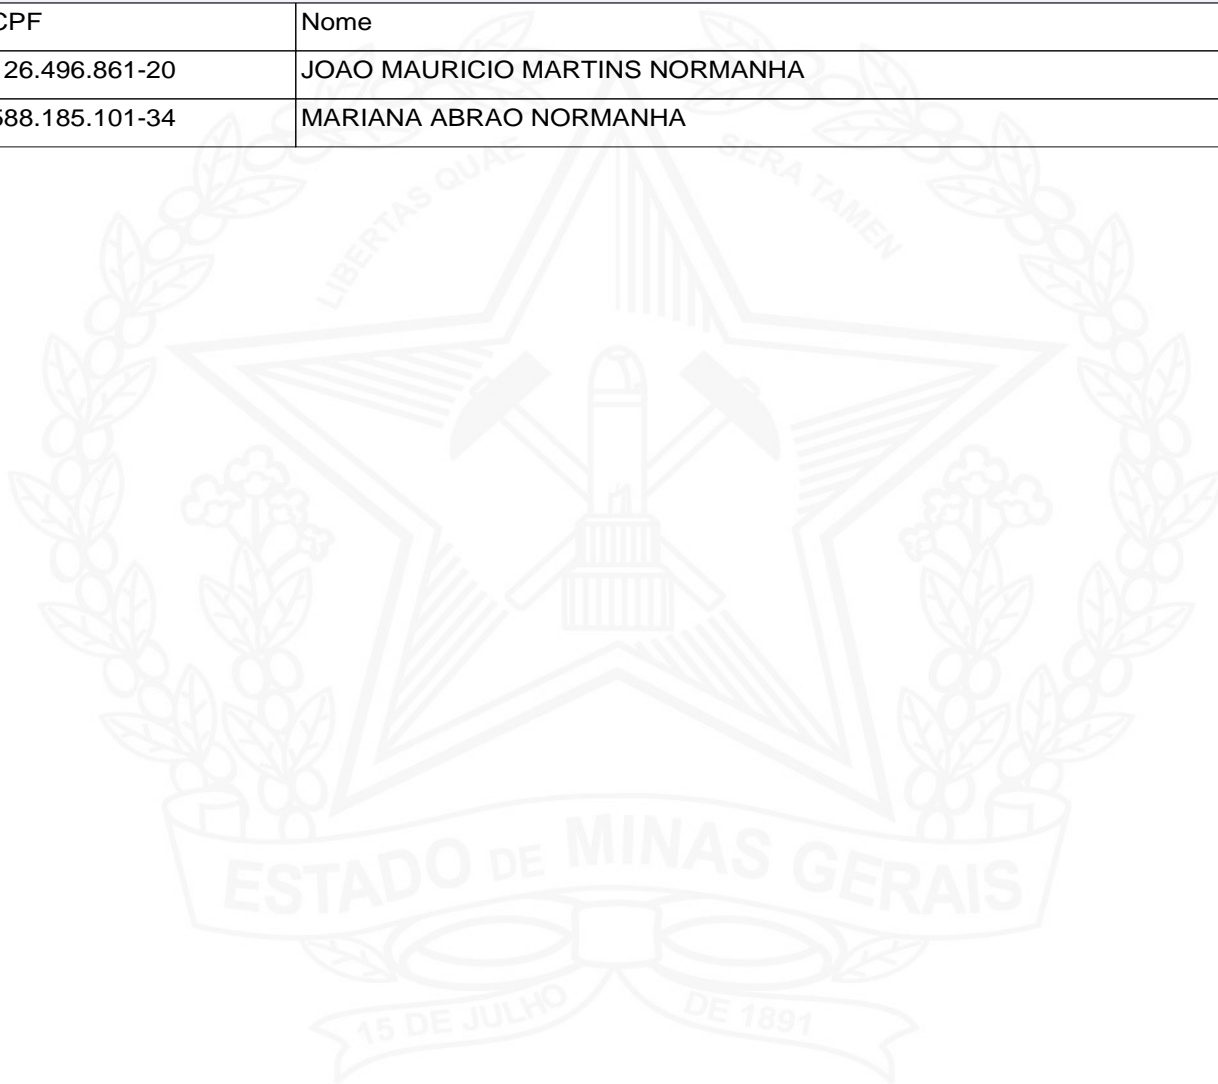 CPF Nome
26.496.861-20 JOAO MAURICIO MARTINS NORMANHA
588.185.101-34 MARIANA ABRAO NORMANHA
LIBERTAS QUAE SERA TAMEN
ESTADO DE MINAS GERAIS
15 DE JULHO DE 1891